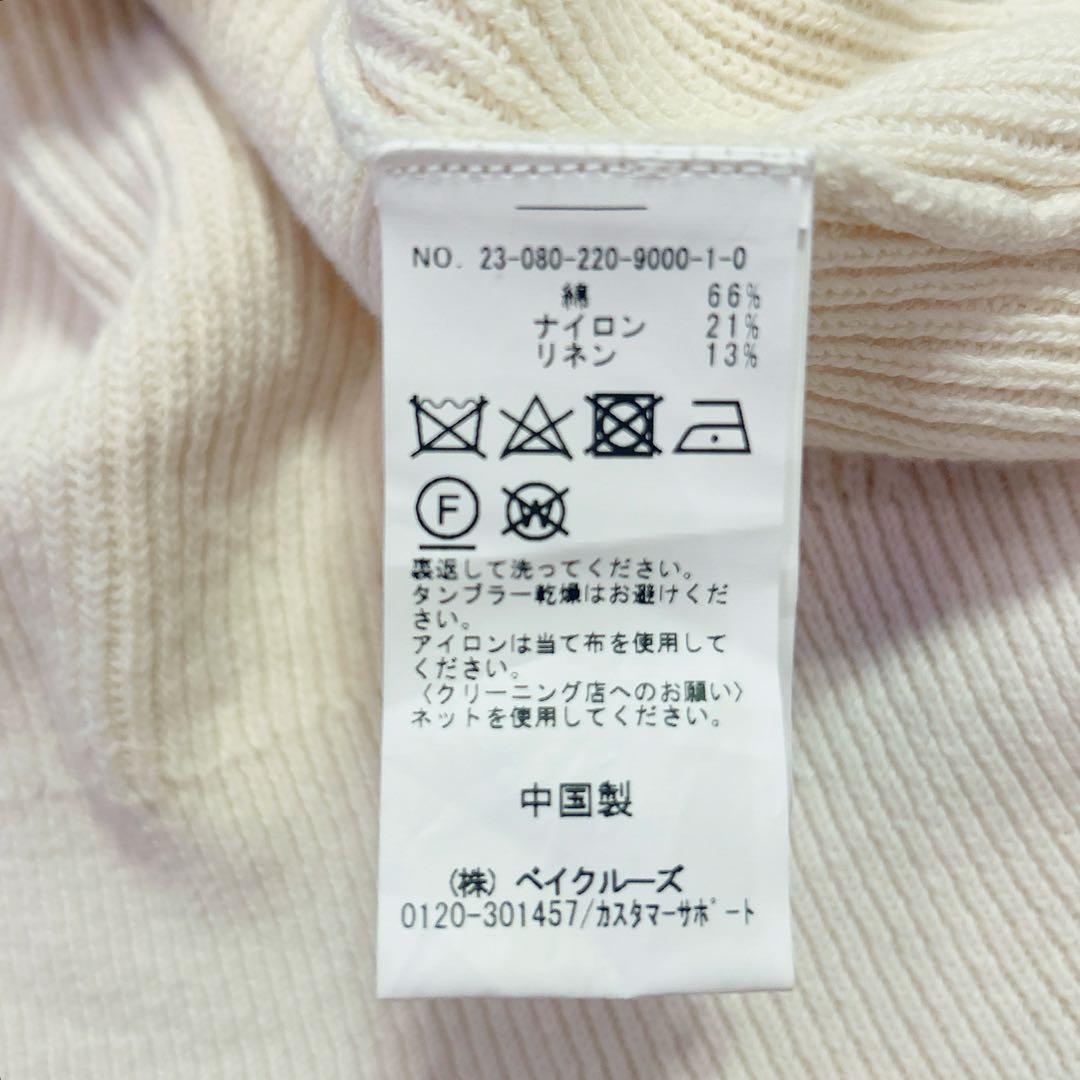 NO. 23-080-220-9000-1-0
綿 66%
ナイロン 21%
リネン 13%
F W
裏返して洗ってください。
タンブラー乾燥はお避けくだ
さい。
アイロンは当て布を使用して
ください。
〈クリーニング店へのお願い〉
ネットを使用してください。
中国製
(株) ベイクルーズ
0120-301457/カスタマーサポート